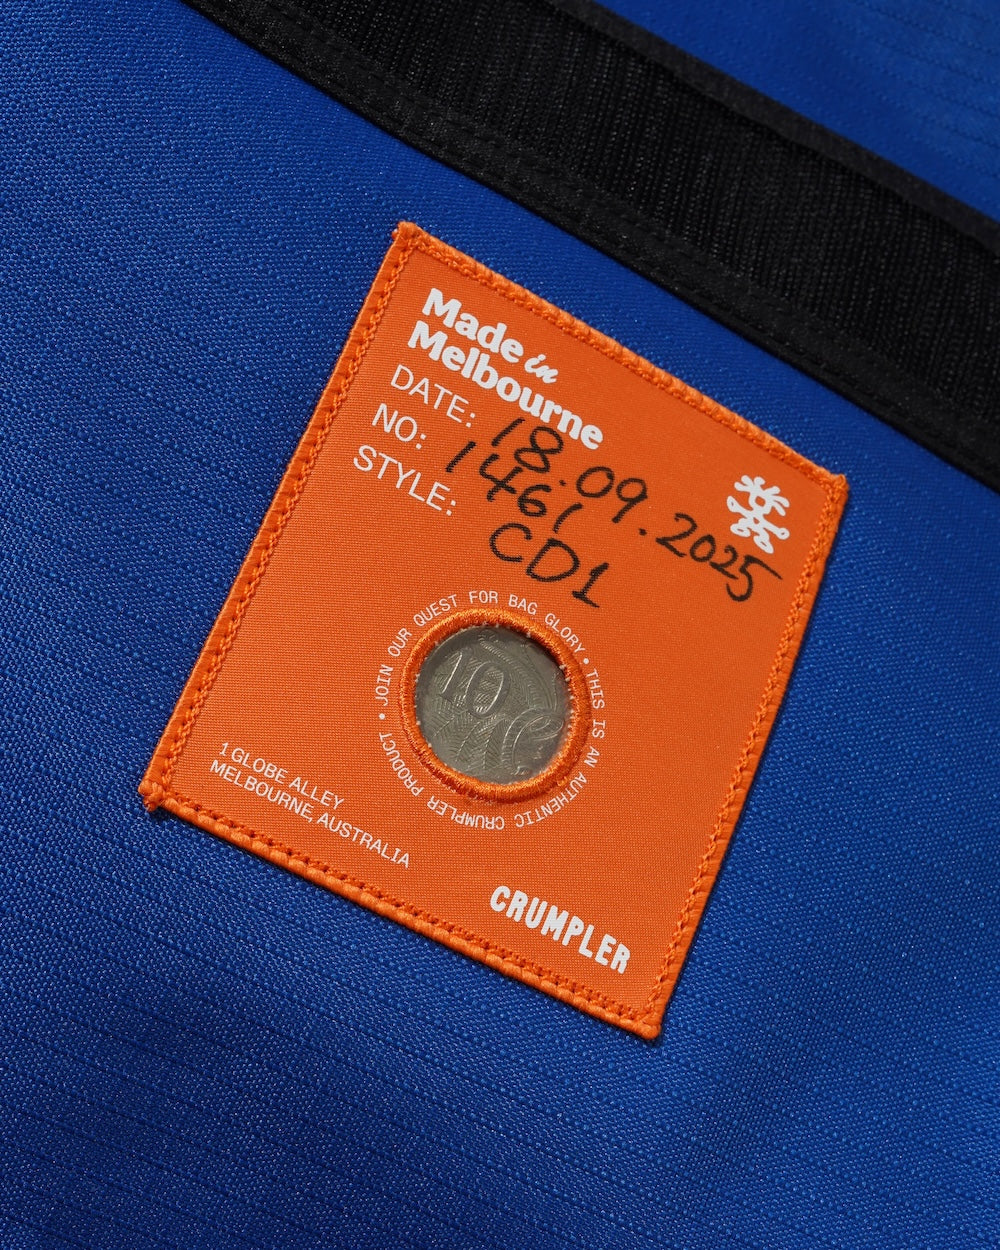 Made in
Melbourne
DATE: 18.09.2025
NO: 1461
STYLE: CD1
JOIN OUR QUEST FOR BAG GLORY • THIS IS AN AUTHENTIC CRUMPLER PRODUCT •
10
1 GLOBE ALLEY
MELBOURNE, AUSTRALIA
CRUMPLER